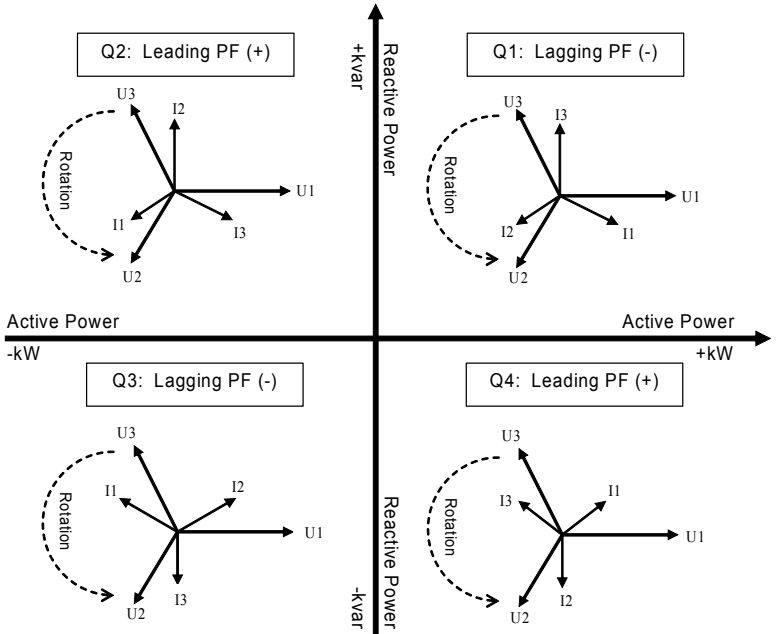 Q2: Leading PF (+)
U3
I2
Rotation
U1
I1
I3
U2
Reactive Power
+kvar
Q1: Lagging PF (-)
U3
I3
Rotation
U1
I2
I1
U2
Active Power
-kW
Active Power
+kW
Q3: Lagging PF (-)
U3
I1
I2
Rotation
U1
U2
I3
Reactive Power
-kvar
Q4: Leading PF (+)
U3
I3
I1
Rotation
U1
U2
I2